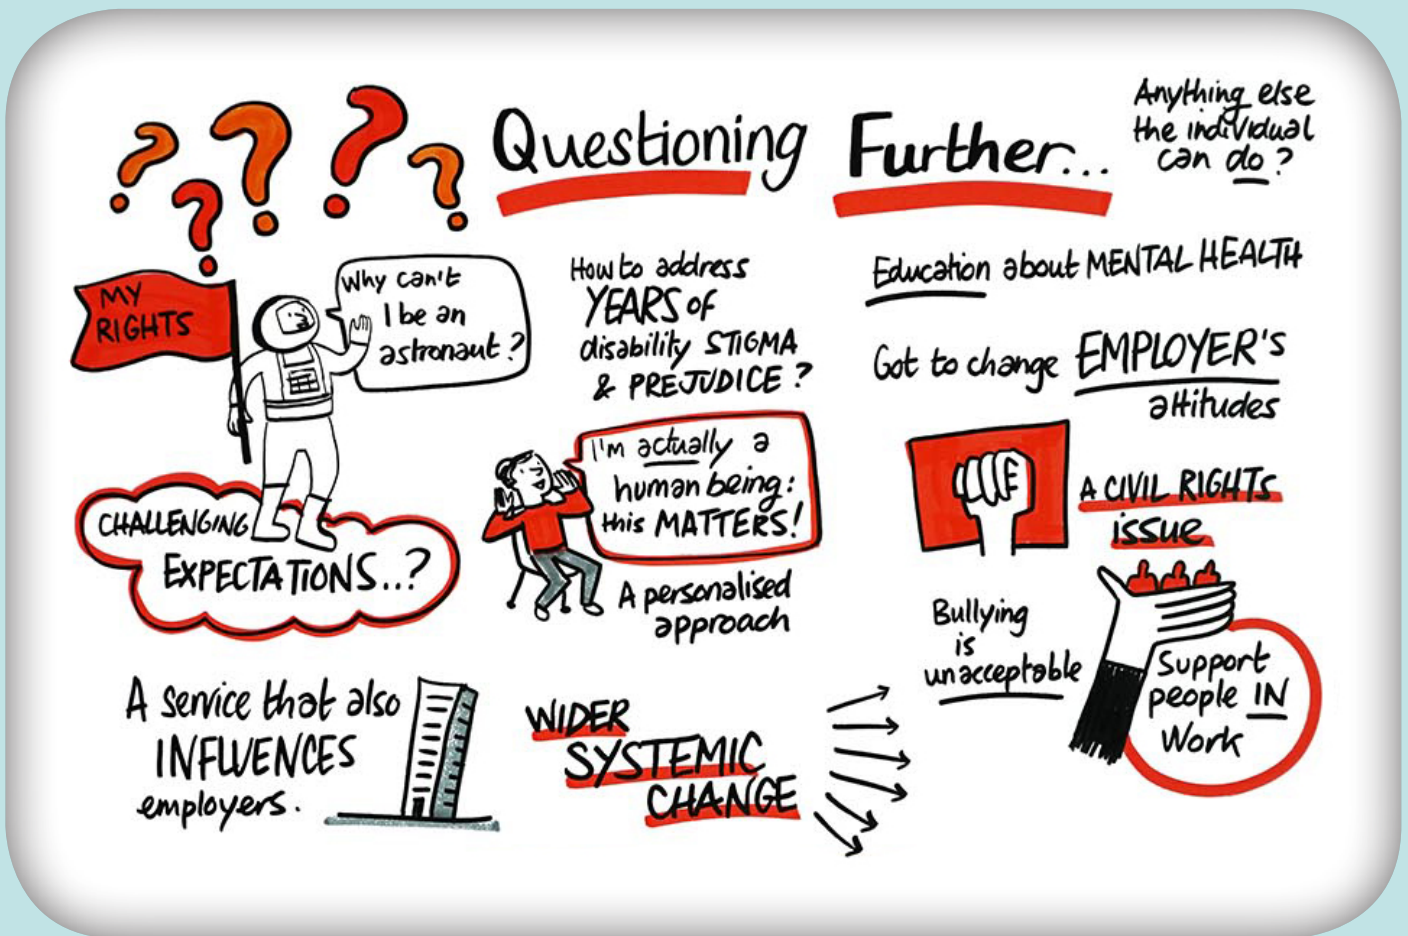 Questioning Further...
Anything else
the individual
can do?
MY
RIGHTS
Why can't
I be an
astronaut?
CHALLENGING
EXPECTATIONS..?
How to address
YEARS of
disability STIGMA
& PREJUDICE?
I'm actually a
human being:
this MATTERS!
A personalised
approach
Education about MENTAL HEALTH
Got to change EMPLOYER'S
attitudes
A CIVIL RIGHTS
issue
Bullying
is
unacceptable
Support
people IN
Work
A service that also
INFLUENCES
employers.
WIDER
SYSTEMIC
CHANGE